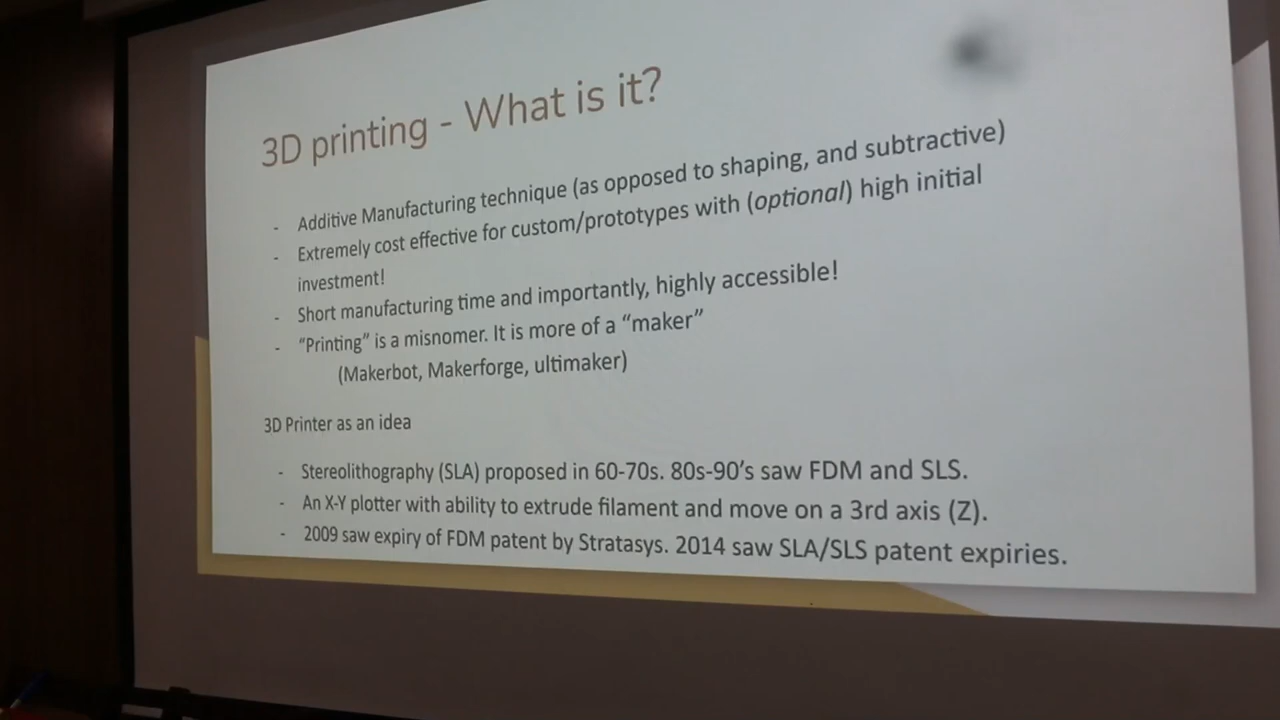 3D printing - What is it?
- Additive Manufacturing technique (as opposed to shaping, and subtractive)
- Extremely cost effective for custom/prototypes with (optional) high initial
investment!
- Short manufacturing time and importantly, highly accessible!
- “Printing” is a misnomer. It is more of a “maker”
(Makerbot, Makerforge, ultimaker)
3D Printer as an idea
- Stereolithography (SLA) proposed in 60-70s. 80s-90’s saw FDM and SLS.
- An X-Y plotter with ability to extrude filament and move on a 3rd axis (Z).
- 2009 saw expiry of FDM patent by Stratasys. 2014 saw SLA/SLS patent expiries.